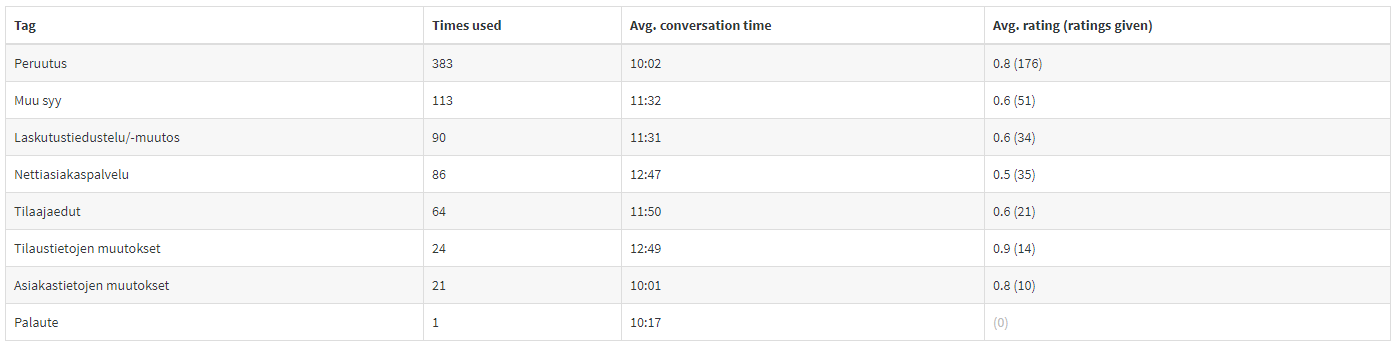 Tag Times used Avg. conversation time Avg. rating (ratings given)
Peruutus 383 10:02 0.8 (176)
Muu syy 113 11:32 0.6 (51)
Laskutustiedustelu/-muutos 90 11:31 0.6 (34)
Nettiasiakaspalvelu 86 12:47 0.5 (35)
Tilaajaedut 64 11:50 0.6 (21)
Tilaustietojen muutokset 24 12:49 0.9 (14)
Asiakastietojen muutokset 21 10:01 0.8 (10)
Palaute 1 10:17 (0)